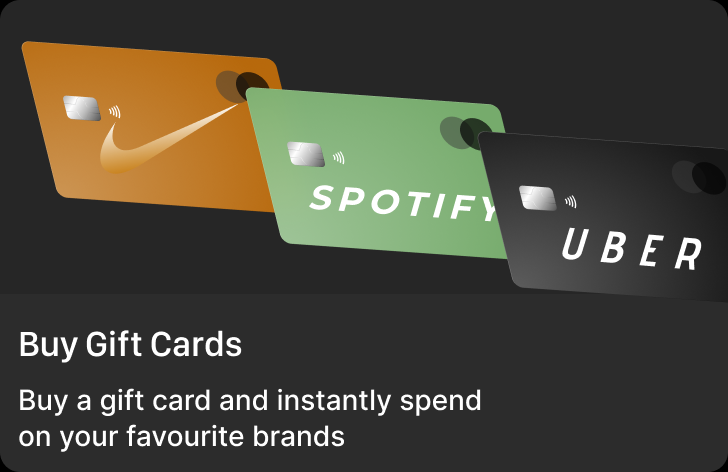 SPOTIFY
UBER
Buy Gift Cards
Buy a gift card and instantly spend
on your favourite brands